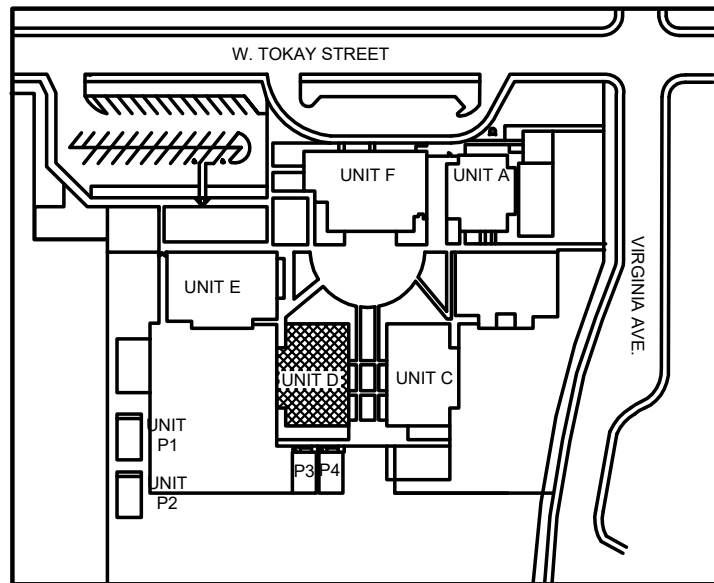 W. TOKAY STREET
UNIT F
UNIT A
UNIT E
VIRGINIA AVE.
UNIT D
UNIT C
UNIT
P1
P3
P4
UNIT
P2